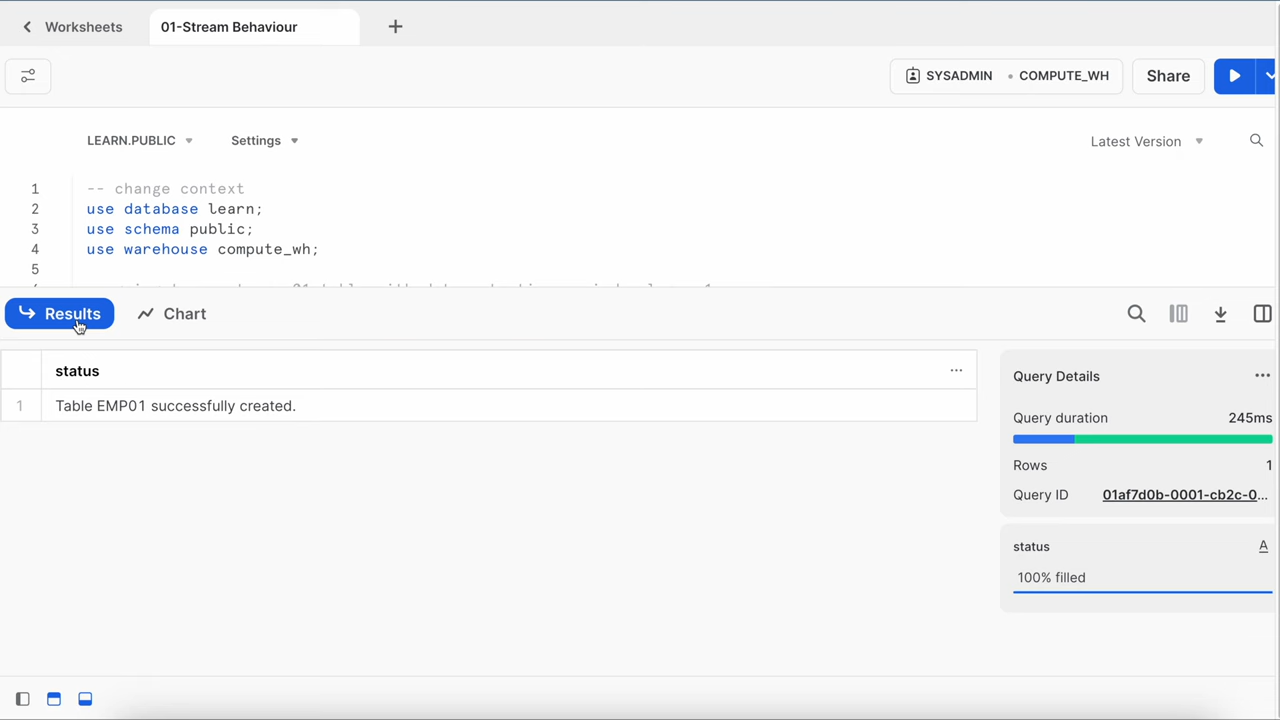 Worksheets
01-Stream Behaviour
SYSADMIN • COMPUTE_WH
Share
LEARN.PUBLIC
Settings
Latest Version
1 -- change context
2 use database learn;
3 use schema public;
4 use warehouse compute_wh;
5
Results
Chart
status
1 Table EMP01 successfully created.
Query Details
Query duration 245ms
Rows 1
Query ID 01af7d0b-0001-cb2c-0...
status A
100% filled